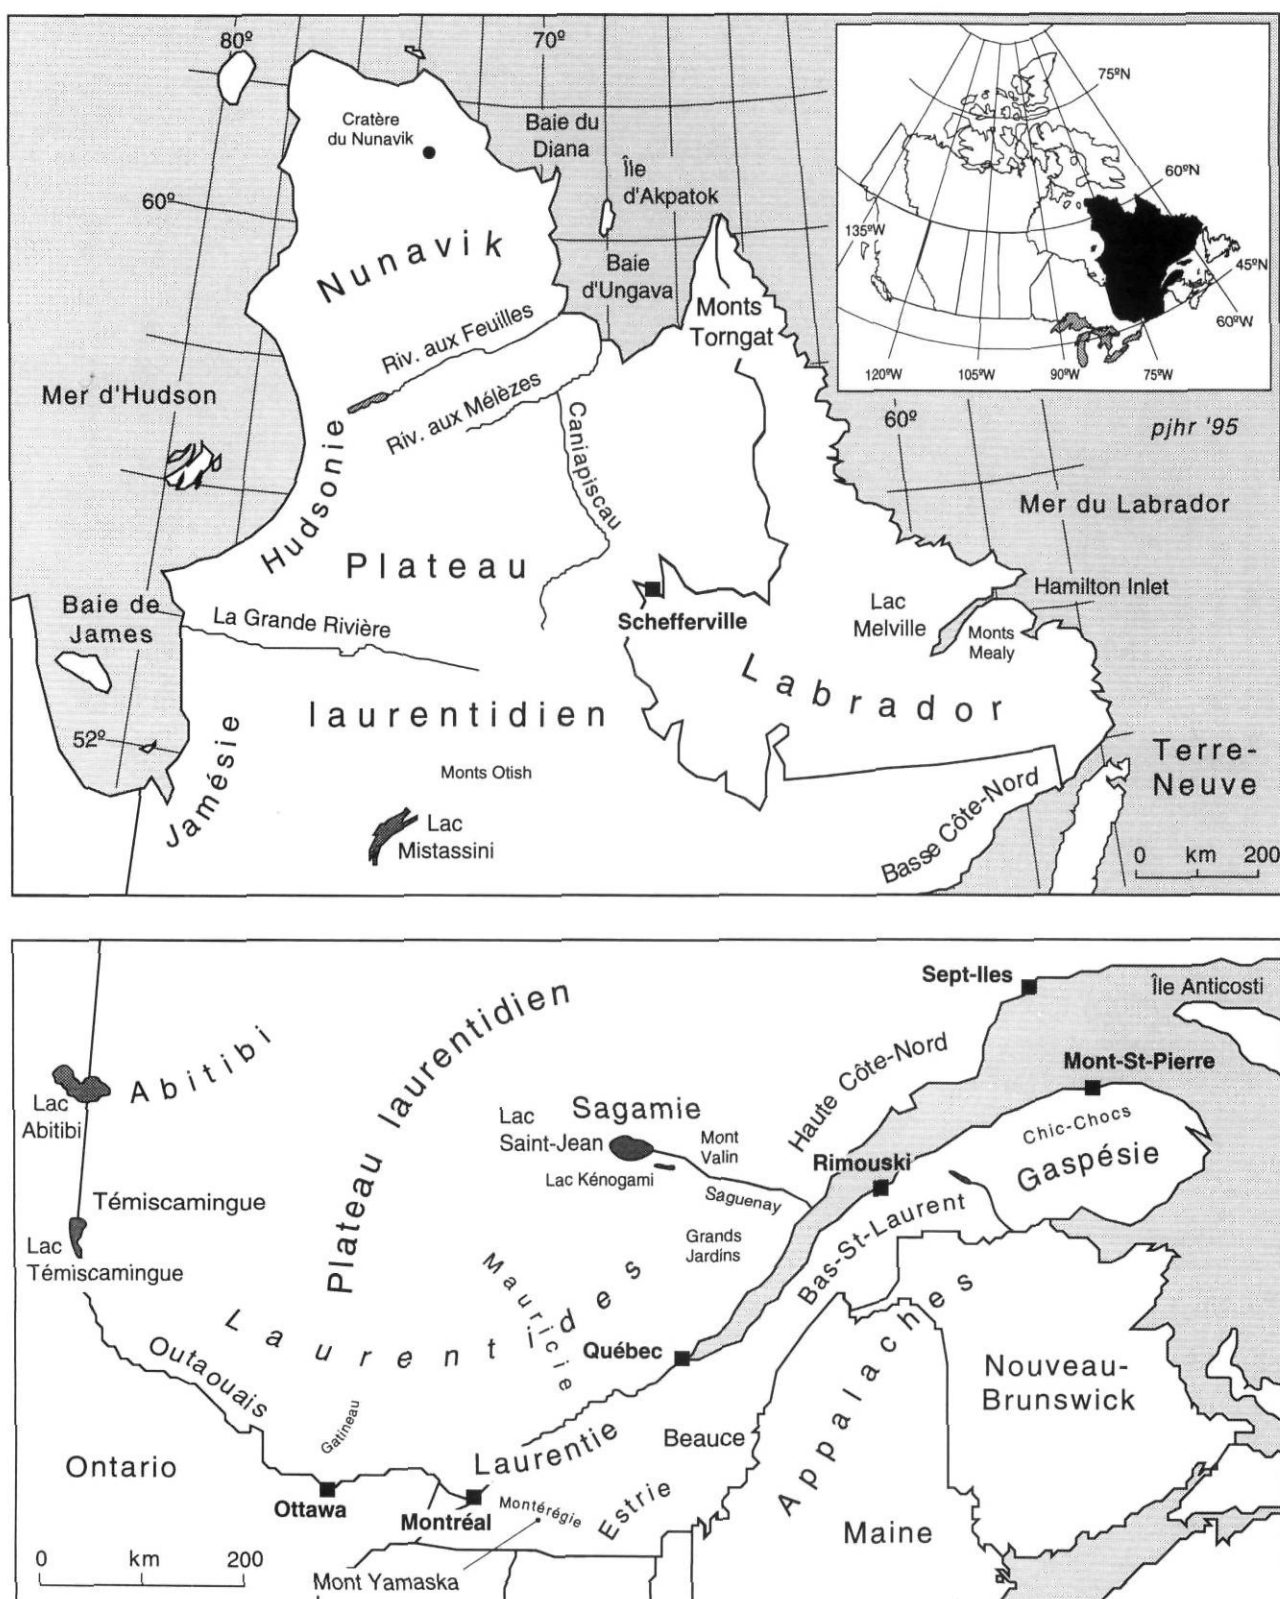 80º
70º
Cratère
du Nunavik
Baie du
Diana
Île
d'Akpatok
60º
Nunavik
Baie
d'Ungava
Monts
Torngat
Riv. aux Feuilles
Riv. aux Mélèzes
Mer d'Hudson
Caniapiscau
Hudsonie
Plateau
75ºN
60ºN
135ºW
45ºN
60ºW
120ºW
105ºW
90ºW
75ºW
60º
pjhr '95
Mer du Labrador
Hamilton Inlet
Baie de
James
La Grande Rivière
Schefferville
Lac
Melville
Monts
Mealy
Labrador
laurentidien
52º
Jamésie
Monts Otish
Lac
Mistassini
Basse Côte-Nord
Terre-
Neuve
0 km 200
Sept-Iles
Île Anticosti
Abitibi
Lac
Abitibi
Plateau laurentidien
Haute Côte-Nord
Mont-St-Pierre
Chic-Chocs
Gaspésie
Sagamie
Lac
Saint-Jean
Mont
Valin
Lac Kénogami
Saguenay
Rimouski
Témiscamingue
Lac
Témiscamingue
Grands
Jardins
Bas-St-Laurent
Mauricie
Laurentides
Québec
Appalaches
Nouveau-
Brunswick
Outaouais
Gatineau
Ontario
Laurentie
Beauce
Ottawa
Montréal
Montérégie
Estrie
Maine
0 km 200
Mont Yamaska